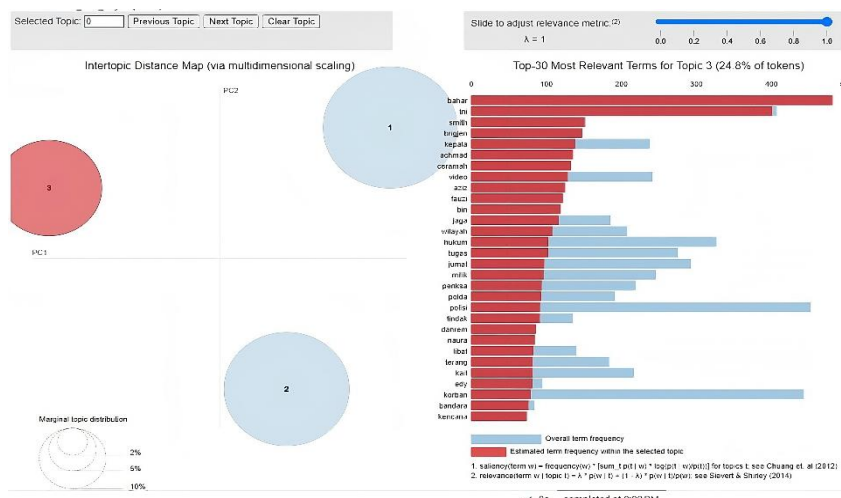 Selected Topic: 0 Previous Topic Next Topic Clear Topic
Slide to adjust relevance metric:(2)
λ = 1
0.0 0.2 0.4 0.6 0.8 1.0
Intertopic Distance Map (via multidimensional scaling)
PC2
PC1
1
3
2
Marginal topic distribution
2%
5%
10%
Top-30 Most Relevant Terms for Topic 3 (24.8% of tokens)
0 100 200 300 400
bahar
tni
smith
brigjen
kepala
achmad
ceramah
video
aziz
fauzi
bin
jaga
wilayah
hukum
tugas
jurnal
milik
periksa
polda
polisi
tindak
danrem
naura
libat
terang
kait
edy
korban
bandara
kencana
Overall term frequency
Estimated term frequency within the selected topic
1. saliency(term w) = frequency(w) * [sum_t p(t | w) * log(p(t | w)/p(t))] for topics t; see Chuang et. al (2012)
2. relevance(term w | topic t) = λ * p(w | t) + (1 - λ) * p(w | t)/p(w); see Sievert & Shirley (2014)
completed at